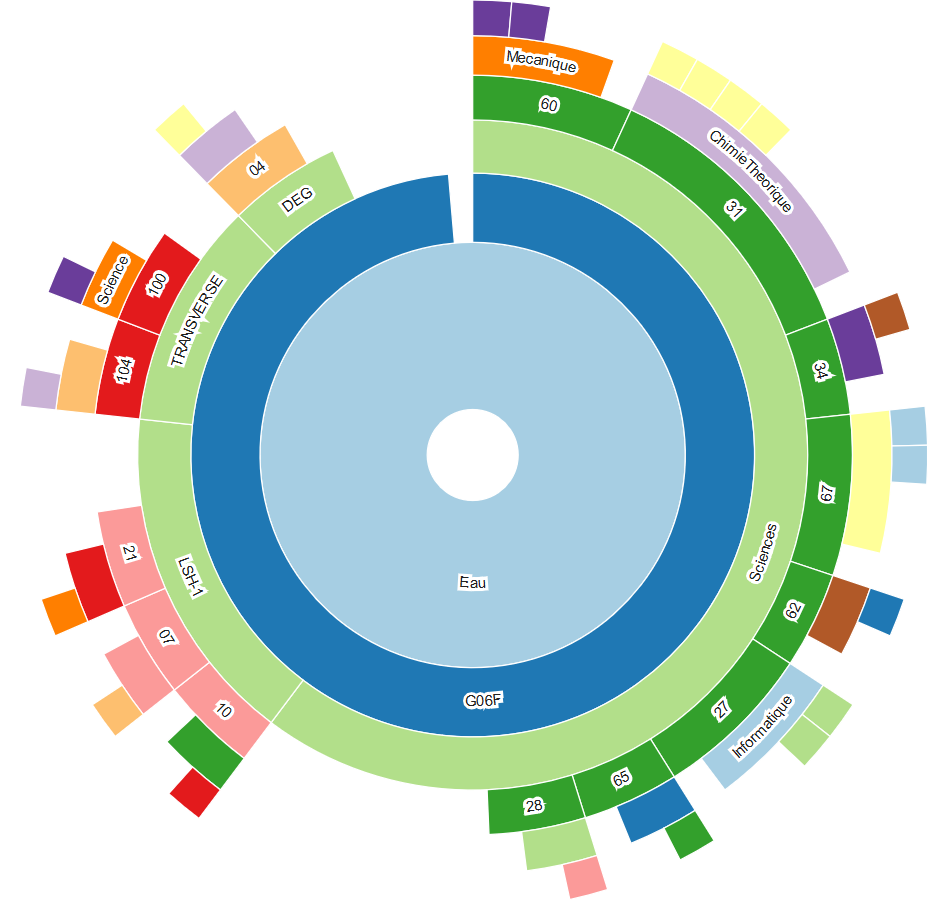 Mecanique
60
ChimieTheorique
31
34
67
Sciences
62
27
Informatique
65
28
Eau
G06F
LSH-1
10
07
21
TRANSVERSE
104
100
Science
DEG
04